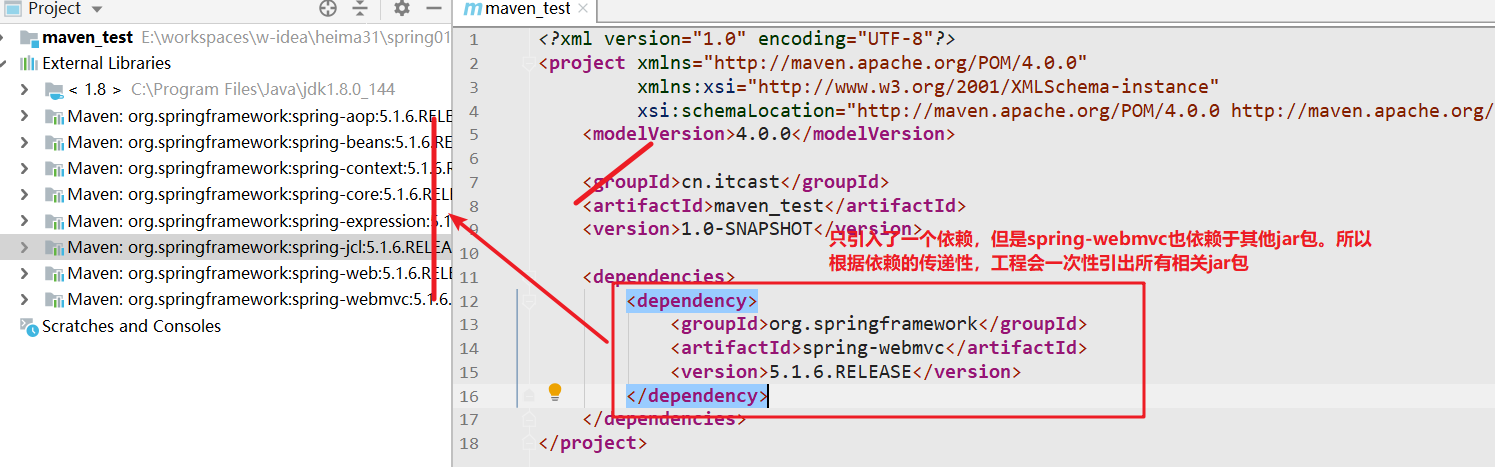 Project
maven_test E:\workspaces\w-idea\heima31\spring01
External Libraries
< 1.8 > C:\Program Files\Java\jdk1.8.0_144
Maven: org.springframework:spring-aop:5.1.6.RELE
Maven: org.springframework:spring-beans:5.1.6.RE
Maven: org.springframework:spring-context:5.1.6.R
Maven: org.springframework:spring-core:5.1.6.RELE
Maven: org.springframework:spring-expression:5.1
Maven: org.springframework:spring-jcl:5.1.6.RELEA
Maven: org.springframework:spring-web:5.1.6.RELE
Maven: org.springframework:spring-webmvc:5.1.6.
Scratches and Consoles
maven_test
1 <?xml version="1.0" encoding="UTF-8"?>
2 <project xmlns="http://maven.apache.org/POM/4.0.0"
3 xmlns:xsi="http://www.w3.org/2001/XMLSchema-instance"
4 xsi:schemaLocation="http://maven.apache.org/POM/4.0.0 http://maven.apache.org/
5 <modelVersion>4.0.0</modelVersion>
6
7 <groupId>cn.itcast</groupId>
8 <artifactId>maven_test</artifactId>
9 <version>1.0-SNAPSHOT</version>
只引入了一个依赖，但是spring-webmvc也依赖于其他jar包。所以
根据依赖的传递性，工程会一次性引出所有相关jar包
10
11 <dependencies>
12 <dependency>
13 <groupId>org.springframework</groupId>
14 <artifactId>spring-webmvc</artifactId>
15 <version>5.1.6.RELEASE</version>
16 </dependency>
17 </dependencies>
18 </project>